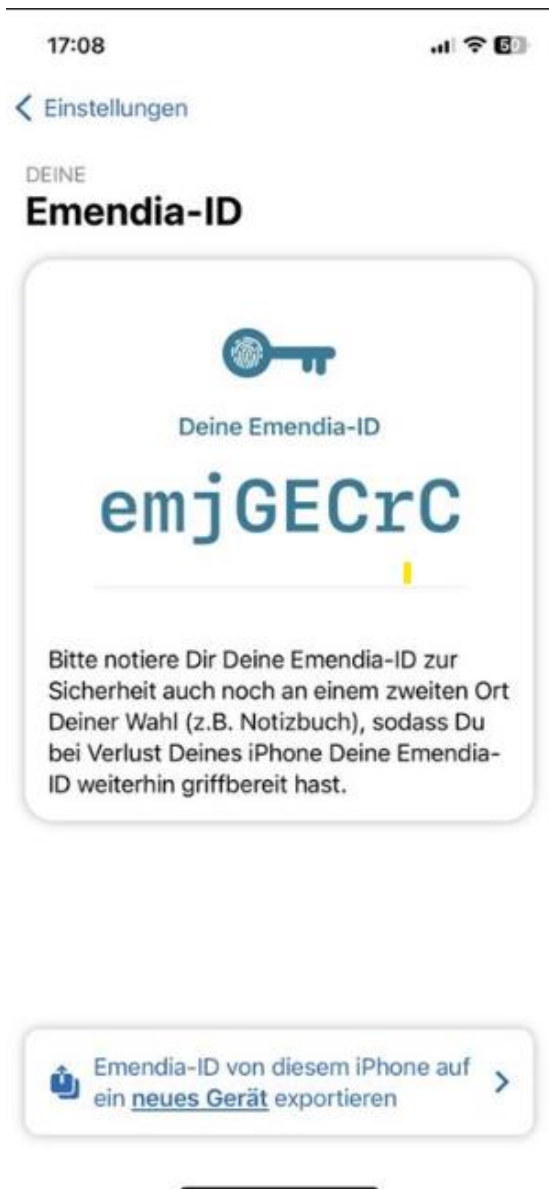 17:08
50
Einstellungen
DEINE
Emendia-ID
Deine Emendia-ID
emjGECrC
Bitte notiere Dir Deine Emendia-ID zur
Sicherheit auch noch an einem zweiten Ort
Deiner Wahl (z.B. Notizbuch), sodass Du
bei Verlust Deines iPhone Deine Emendia-
ID weiterhin griffbereit hast.
Emendia-ID von diesem iPhone auf
ein neues Gerät exportieren